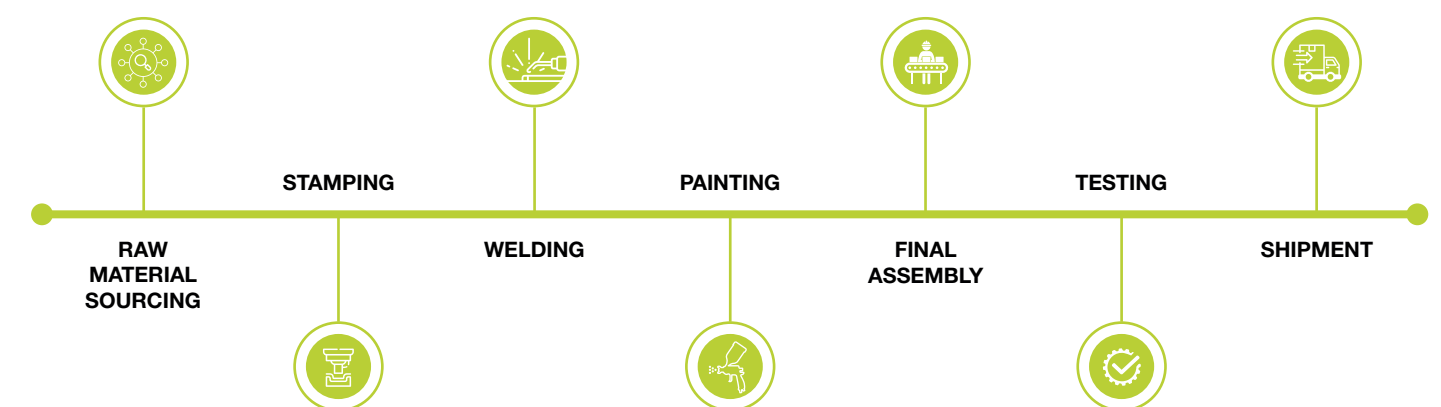 STAMPING
PAINTING
TESTING
RAW
MATERIAL
SOURCING
WELDING
FINAL
ASSEMBLY
SHIPMENT